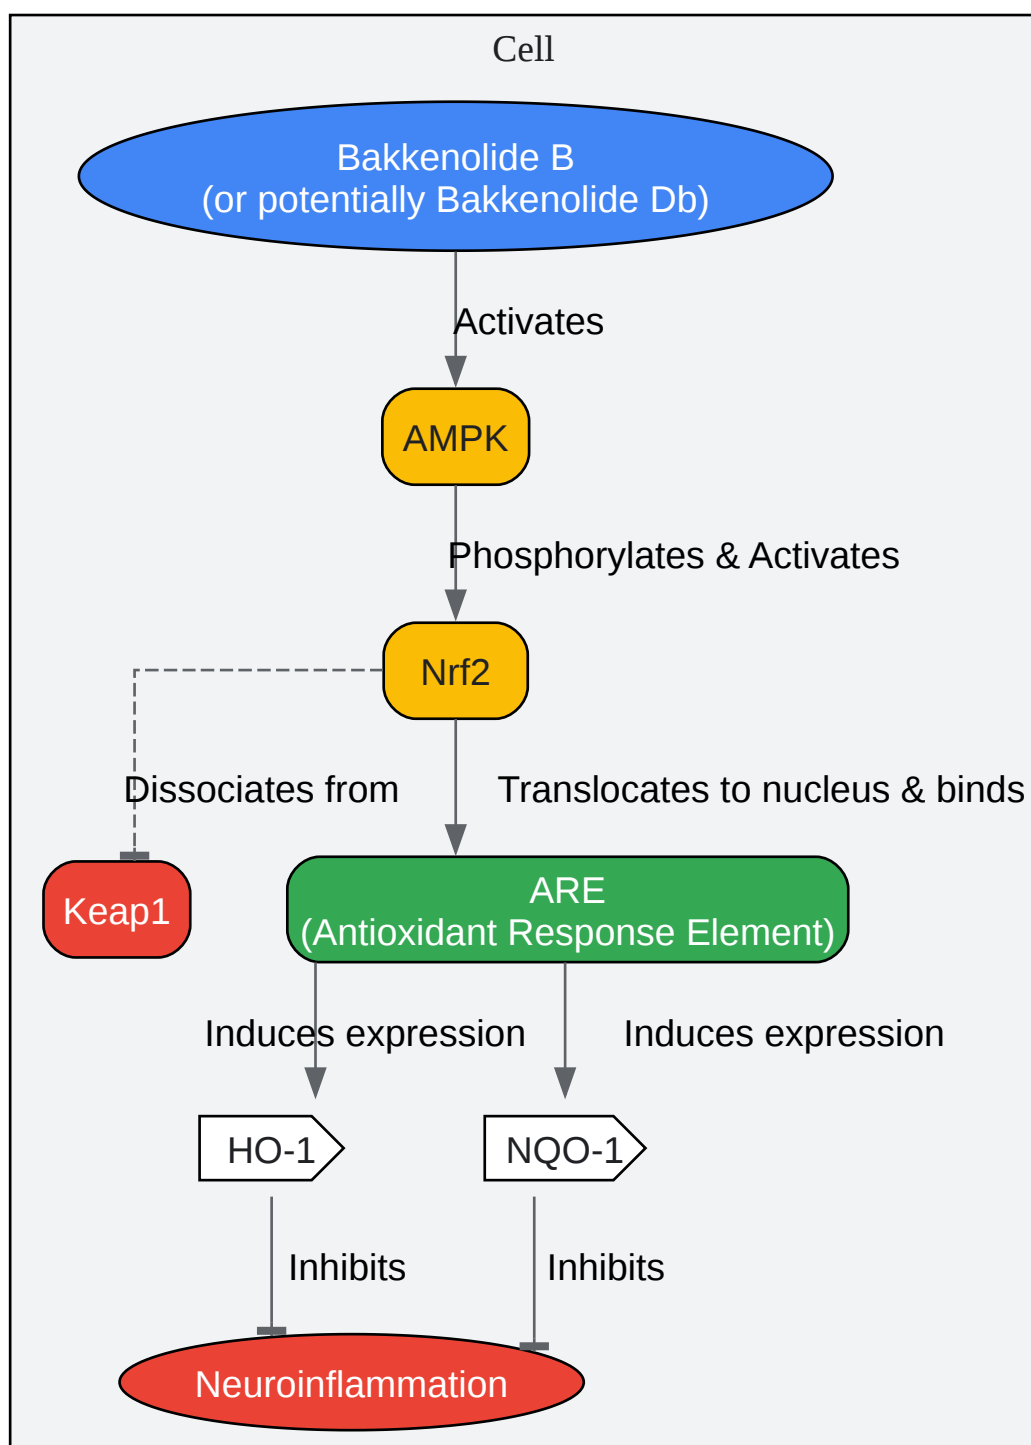 Cell
Bakkenolide B
(or potentially Bakkenolide Db)
Activates
AMPK
Phosphorylates & Activates
Nrf2
Dissociates from
Translocates to nucleus & binds
Keap1
ARE
(Antioxidant Response Element)
Induces expression
Induces expression
HO-1
NQO-1
Inhibits
Inhibits
Neuroinflammation